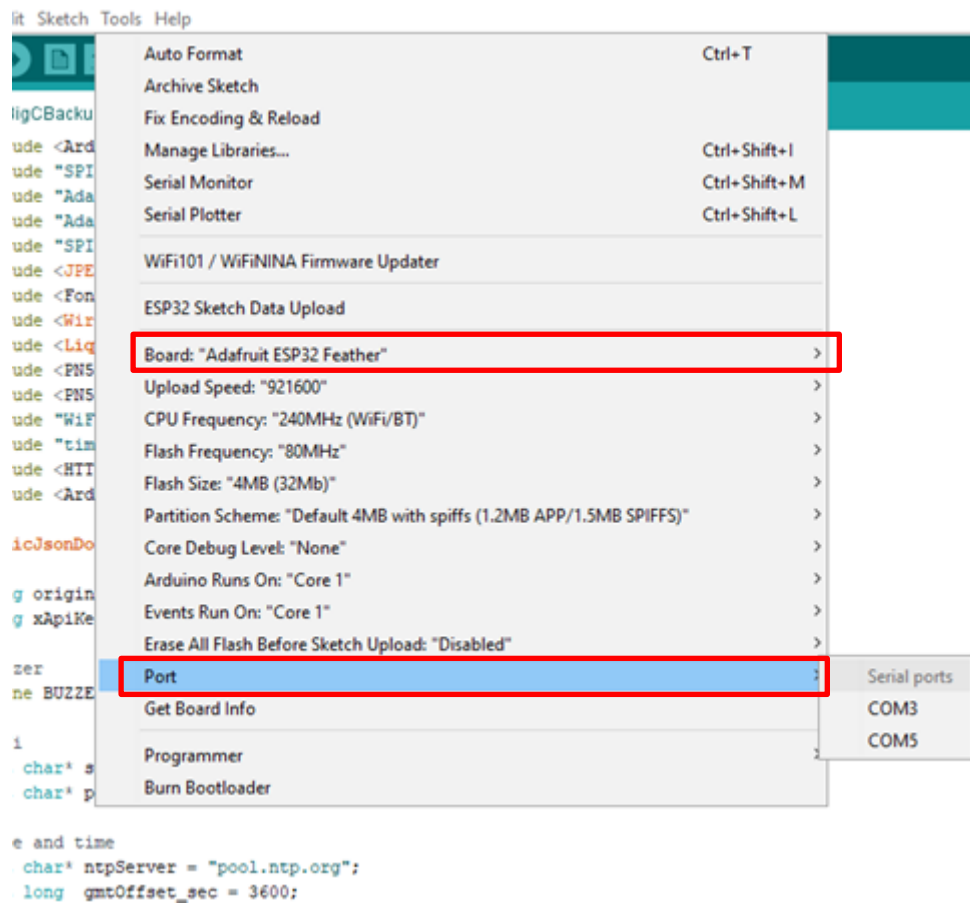 it Sketch Tools Help
Auto Format Ctrl+T
Archive Sketch
Fix Encoding & Reload
Manage Libraries... Ctrl+Shift+I
Serial Monitor Ctrl+Shift+M
Serial Plotter Ctrl+Shift+L
WiFi101 / WiFiNINA Firmware Updater
ESP32 Sketch Data Upload
Board: "Adafruit ESP32 Feather"
Upload Speed: "921600"
CPU Frequency: "240MHz (WiFi/BT)"
Flash Frequency: "80MHz"
Flash Size: "4MB (32Mb)"
Partition Scheme: "Default 4MB with spiffs (1.2MB APP/1.5MB SPIFFS)"
Core Debug Level: "None"
Arduino Runs On: "Core 1"
Events Run On: "Core 1"
Erase All Flash Before Sketch Upload: "Disabled"
Port
Get Board Info
Programmer
Burn Bootloader
Serial ports
COM3
COM5
igCBacku
ude <Ard
ude "SPI
ude "Ada
ude "Ada
ude "SPI
ude <JPE
ude <Fon
ude <Wir
ude <Liq
ude <PN5
ude <PN5
ude "WiF
ude "tim
ude <HTT
ude <Ard
icJsonDo
g origin
g xApiKe
zer
ne BUZZE
i
char* s
char* p
e and time
char* ntpServer = "pool.ntp.org";
long gmtOffset_sec = 3600;